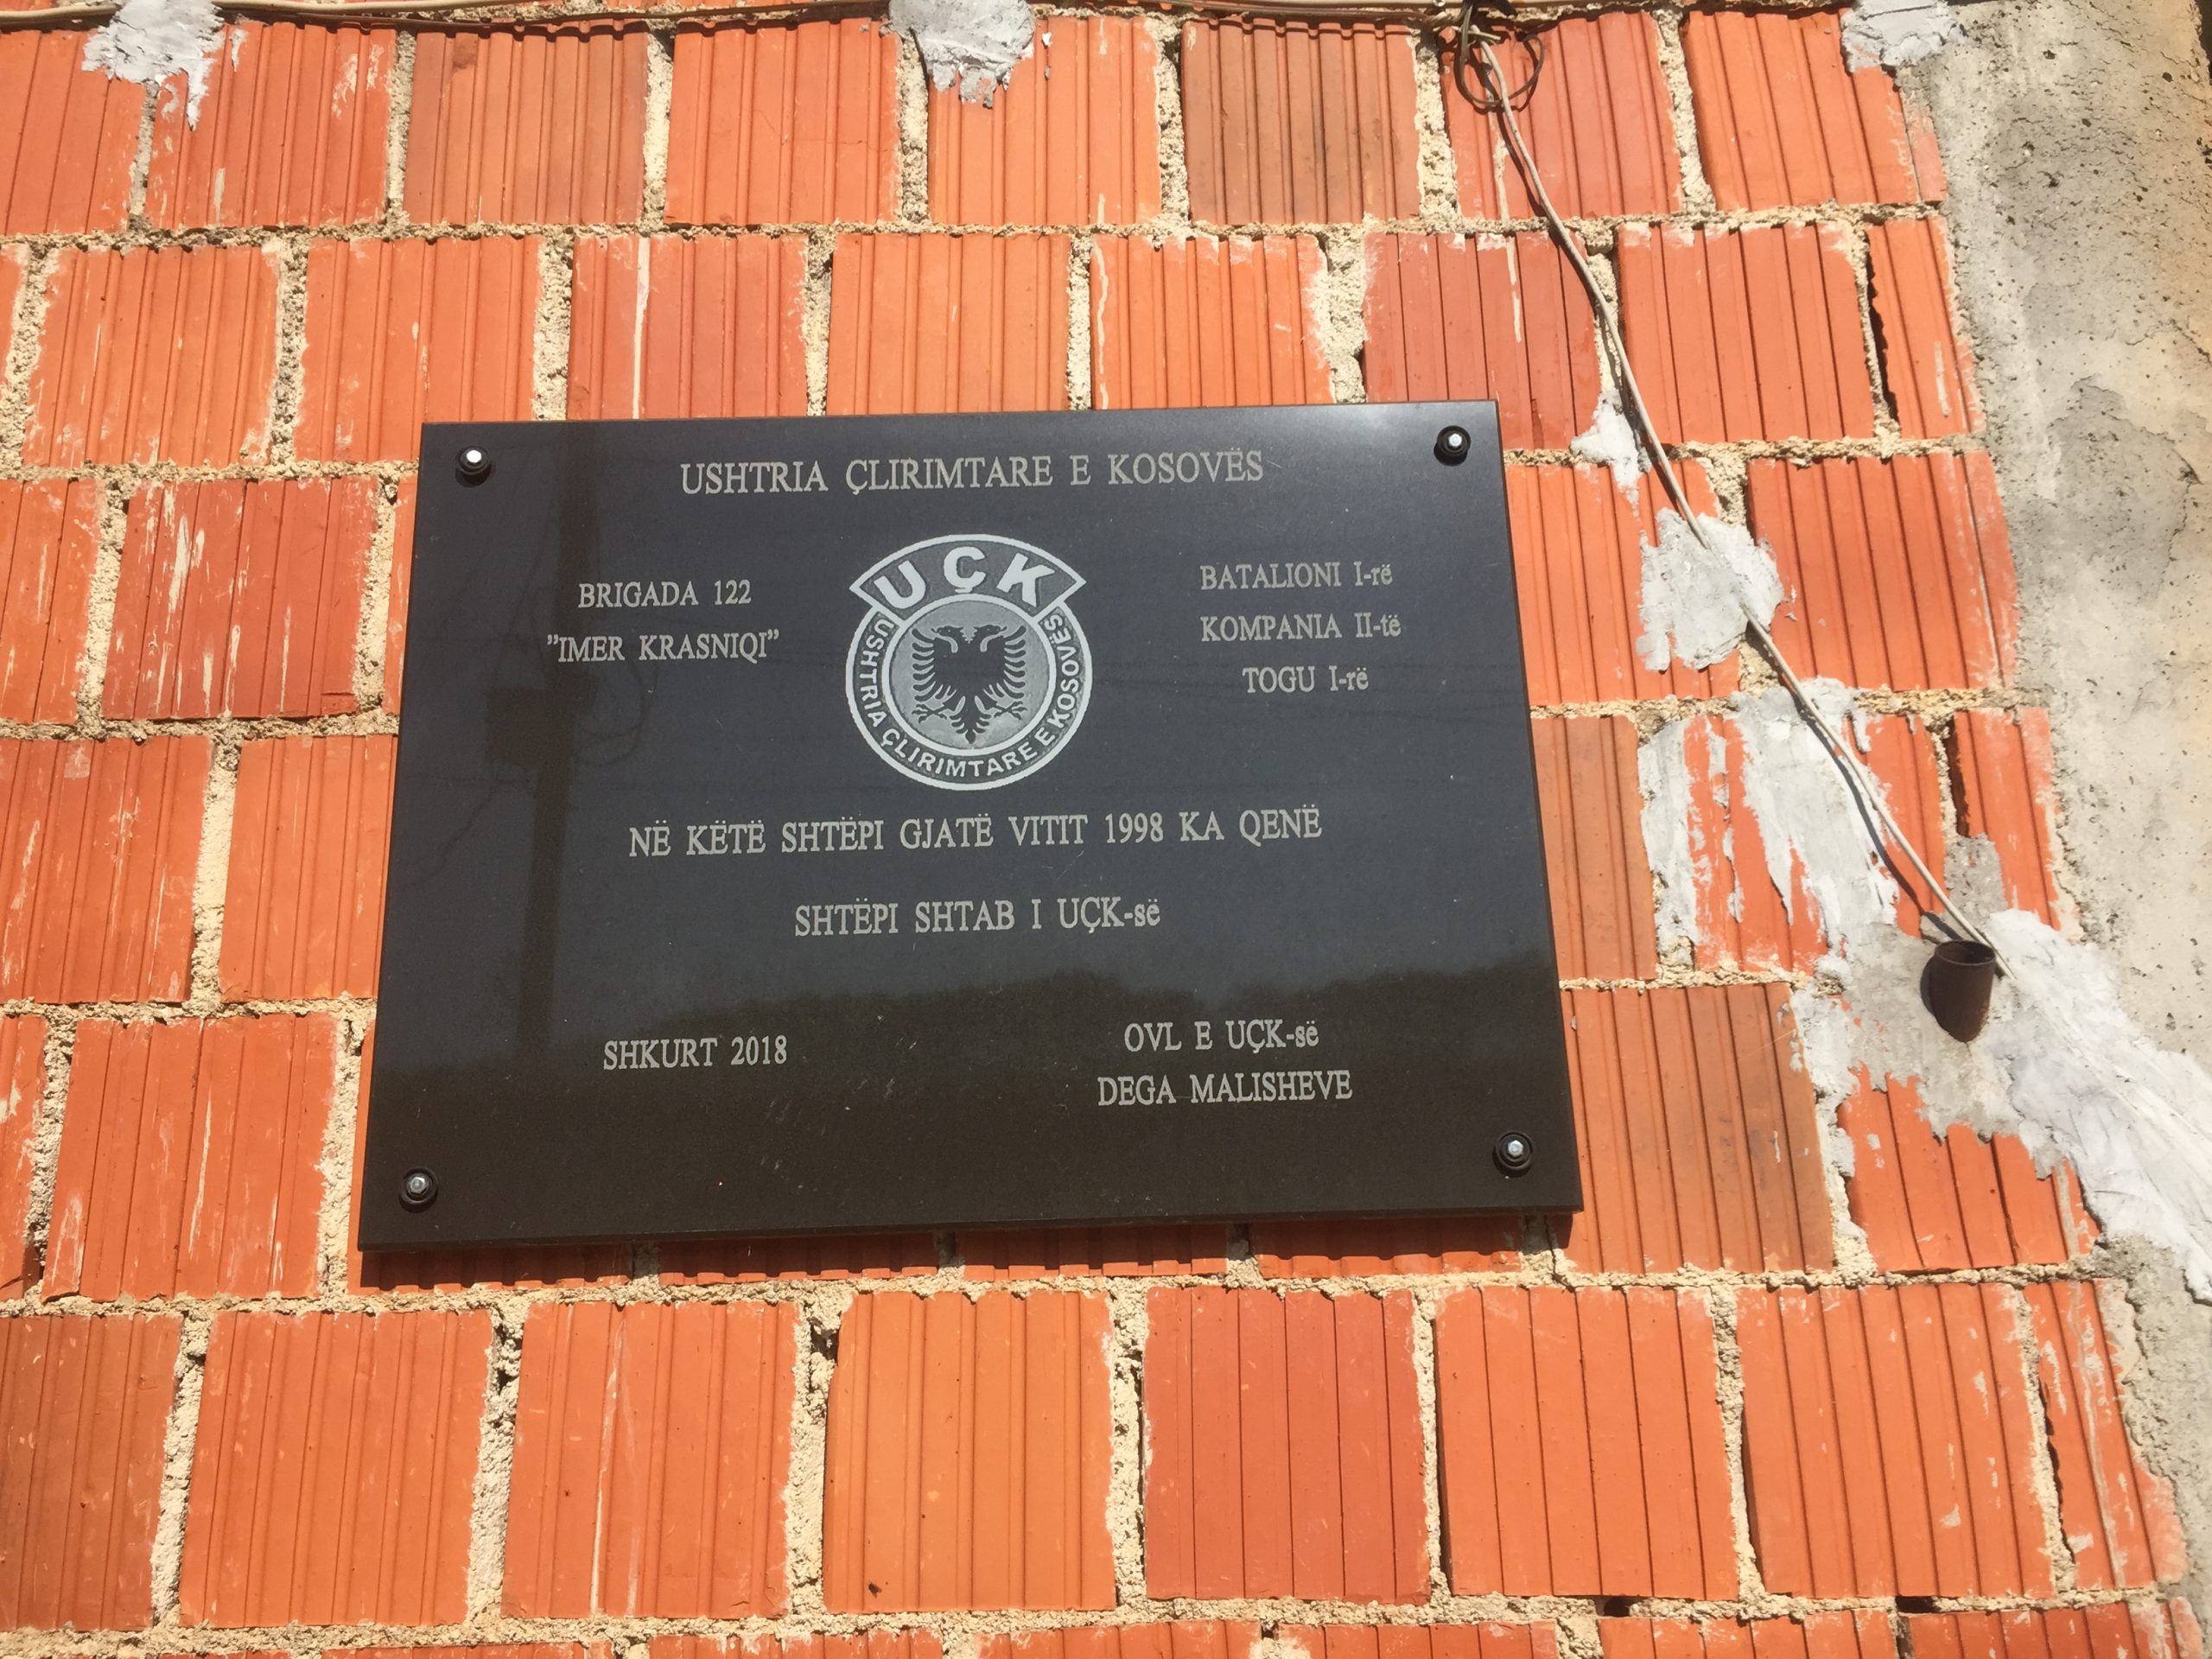 USHTRIA ÇLIRIMTARE E KOSOVËS
BRIGADA 122
"IMER KRASNIQI"
UÇK
USHTRIA ÇLIRIMTARE E KOSOVËS
BATALIONI I-rë
KOMPANIA II-të
TOGU I-rë
NË KËTË SHTËPI GJATË VITIT 1998 KA QENË
SHTËPI SHTAB I UÇK-së
SHKURT 2018
OVL E UÇK-së
DEGA MALISHEVE